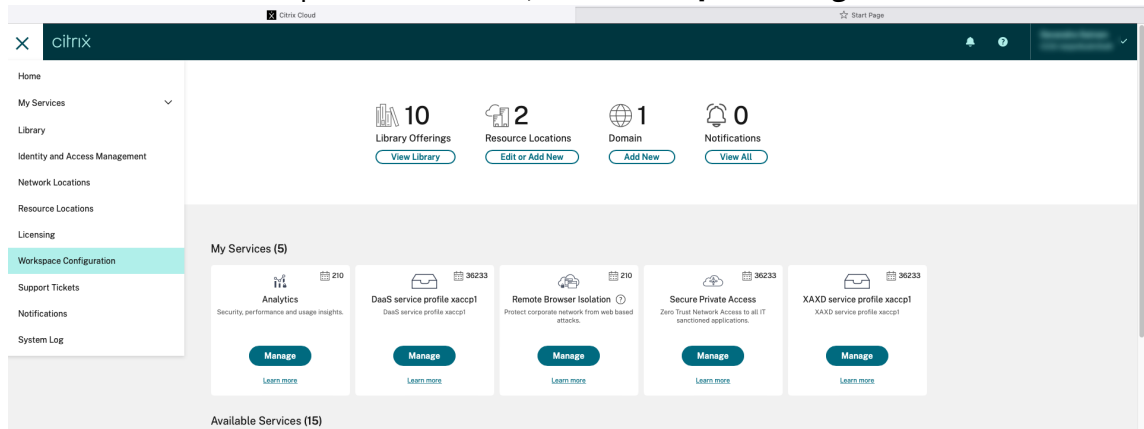 Citrix Cloud
Start Page
citrix
Home
My Services
Library
Identity and Access Management
Network Locations
Resource Locations
Licensing
Workspace Configuration
Support Tickets
Notifications
System Log
10
Library Offerings
View Library
2
Resource Locations
Edit or Add New
1
Domain
Add New
0
Notifications
View All
My Services (5)
210
Analytics
Security, performance and usage insights.
Manage
Learn more
36233
DaaS service profile xaccp1
DaaS service profile xaccp1
Manage
Learn more
210
Remote Browser Isolation
Protect corporate network from web based
attacks.
Manage
Learn more
36233
Secure Private Access
Zero Trust Network Access to all IT
sanctioned applications.
Manage
Learn more
36233
XAXD service profile xaccp1
XAXD service profile xaccp1
Manage
Learn more
Available Services (15)